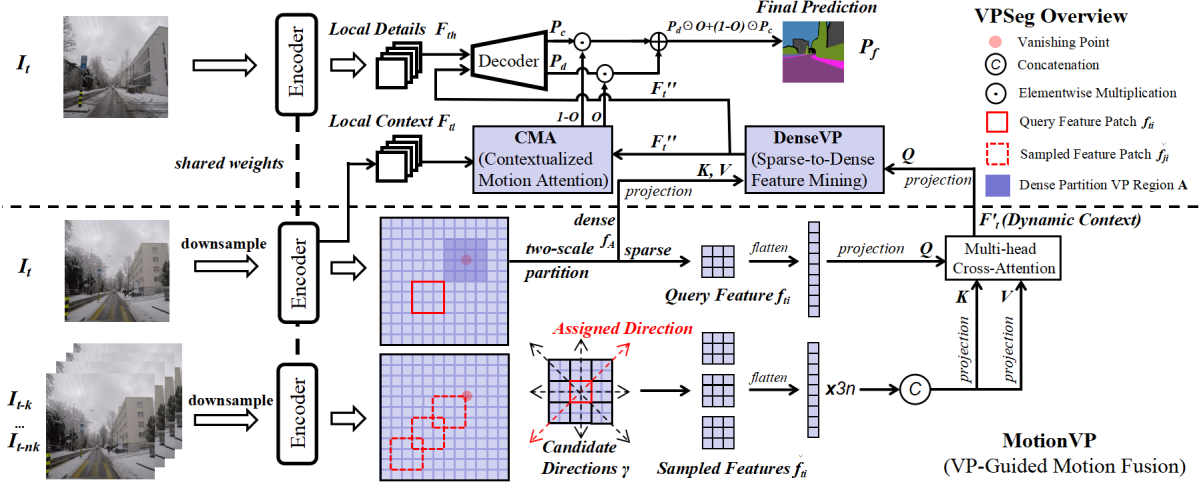 I_t
Encoder
Local Details F_th
Decoder
P_c
P_d
P_d⊙O+(1-O)⊙P_c
Final Prediction
P_f
VPSeg Overview
Vanishing Point
C
Concatenation
Elementwise Multiplication
Query Feature Patch f_ti
Sampled Feature Patch f̌_ji
Dense Partition VP Region A
1-O
O
F_t''
Local Context F_tl
CMA
(Contextualized
Motion Attention)
F_t''
DenseVP
(Sparse-to-Dense
Feature Mining)
K, V
projection
Q
projection
shared weights
I_t
downsample
Encoder
dense
two-scale
f_A
sparse
partition
Query Feature f_ti
flatten
projection
Q
F'_t (Dynamic Context)
Multi-head
Cross-Attention
K
V
projection
projection
I_t-k
...
I_t-nk
downsample
Encoder
Assigned Direction
Candidate
Directions γ
Sampled Features f̌_ti
flatten
x3n
C
MotionVP
(VP-Guided Motion Fusion)